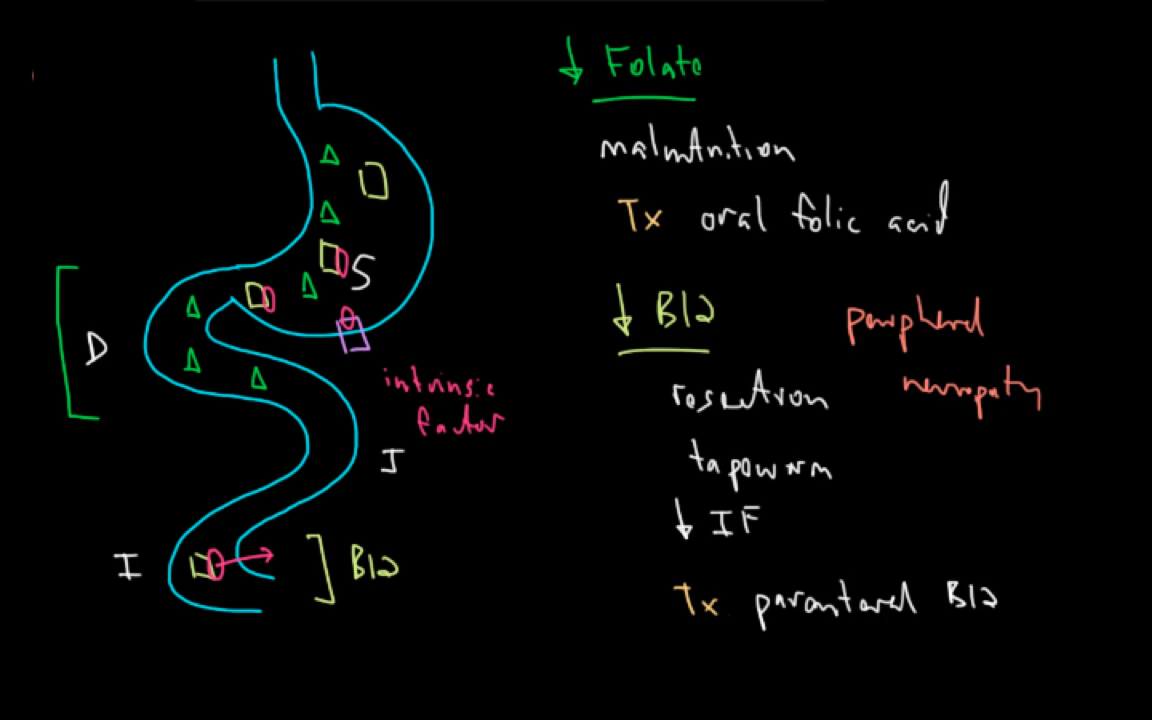 ↓ Folate
malnutrition
Tx oral folic acid
S
D
↓ B12
peripheral
neuropathy
intrinsic
factor
resection
tapeworm
J
↓ IF
I
B12
Tx parenteral B12